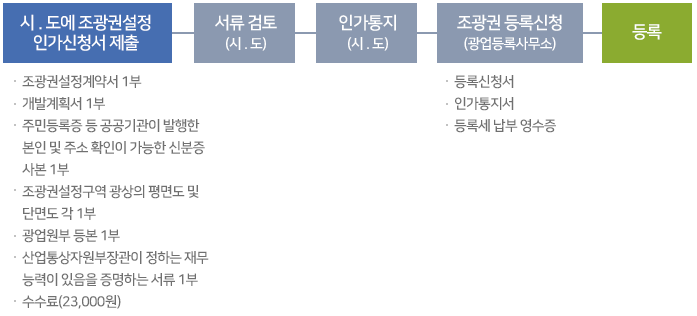 시 . 도에 조광권설정
인가신청서 제출
서류 검토
(시 . 도)
인가통지
(시 . 도)
조광권 등록신청
(광업등록사무소)
등록
· 조광권설정계약서 1부
· 개발계획서 1부
· 주민등록증 등 공공기관이 발행한
본인 및 주소 확인이 가능한 신분증
사본 1부
· 조광권설정구역 광상의 평면도 및
단면도 각 1부
· 광업원부 등본 1부
· 산업통상자원부장관이 정하는 재무
능력이 있음을 증명하는 서류 1부
· 수수료(23,000원)
· 등록신청서
· 인가통지서
· 등록세 납부 영수증